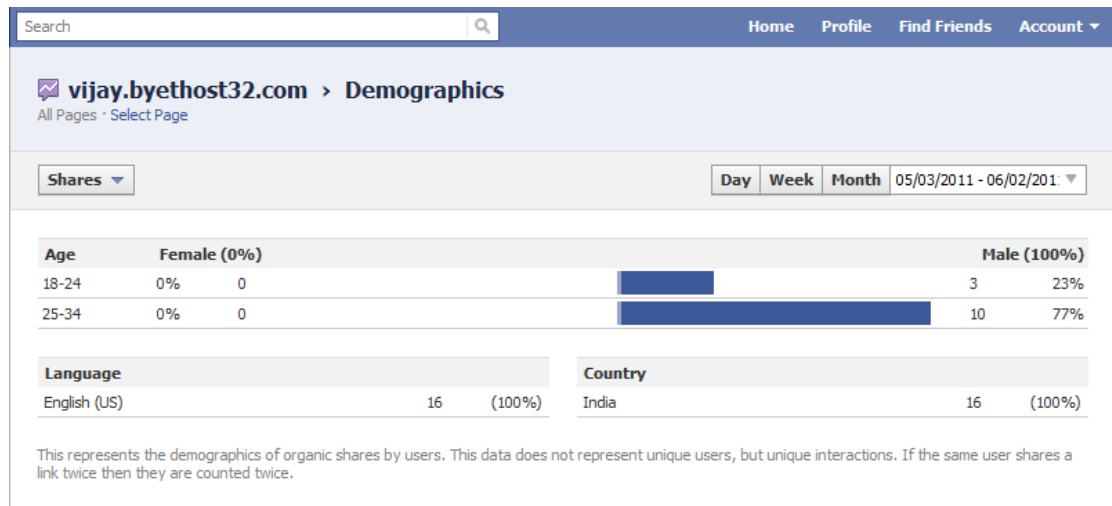 Search Home Profile Find Friends Account
vijay.byethost32.com › Demographics
All Pages · Select Page
Shares Day Week Month 05/03/2011 - 06/02/201
Age Female (0%) Male (100%)
18-24 0% 0 3 23%
25-34 0% 0 10 77%
Language Country
English (US) 16 (100%) India 16 (100%)
This represents the demographics of organic shares by users. This data does not represent unique users, but unique interactions. If the same user shares a
link twice then they are counted twice.